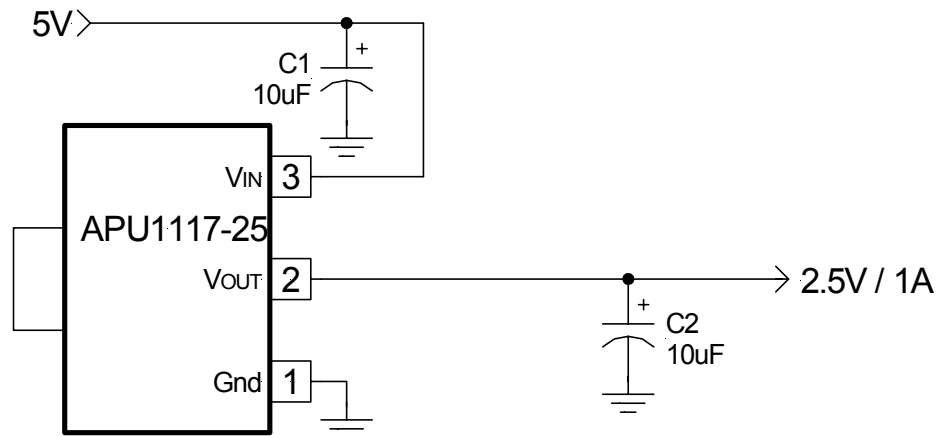 5V
C1
10uF
+
VIN 3
APU1117-25
VOUT 2
2.5V / 1A
+
C2
10uF
Gnd 1